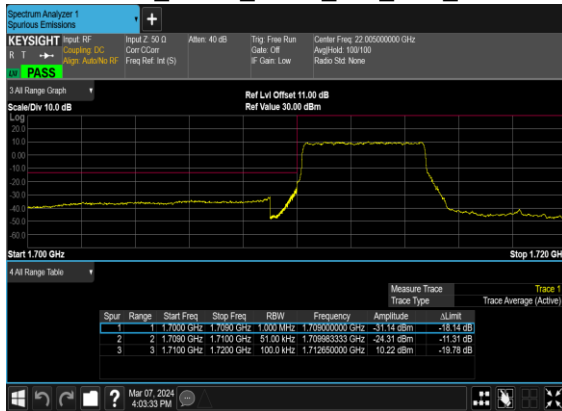 Spectrum Analyzer 1
Spurious Emissions
+
KEYSIGHT Input: RF Input Z: 50 Ω Atten: 40 dB Trig: Free Run Center Freq: 22.005000000 GHz
R T Coupling: DC Corr CCorr Gate: Off Avg|Hold: 100/100
Align: Auto/No RF Freq Ref: Int (S) IF Gain: Low Radio Std: None
PASS
3 All Range Graph
Ref Lvl Offset 11.00 dB
Scale/Div 10.0 dB Ref Value 30.00 dBm
Log
20.0
10.0
0.00
-10.0
-20.0
-30.0
-40.0
-50.0
-60.0
Start 1.700 GHz Stop 1.720 GH
4 All Range Table
Measure Trace Trace 1
Trace Type Trace Average (Active)
Spur Range Start Freq Stop Freq RBW Frequency Amplitude ΔLimit
1 1 1.7000 GHz 1.7090 GHz 1.000 MHz 1.709000000 GHz -31.14 dBm -18.14 dB
2 2 1.7090 GHz 1.7100 GHz 51.00 kHz 1.709983333 GHz -24.31 dBm -11.31 dB
3 3 1.7100 GHz 1.7200 GHz 100.0 kHz 1.712650000 GHz 10.22 dBm -19.78 dB
? Mar 07, 2024
4:03:33 PM